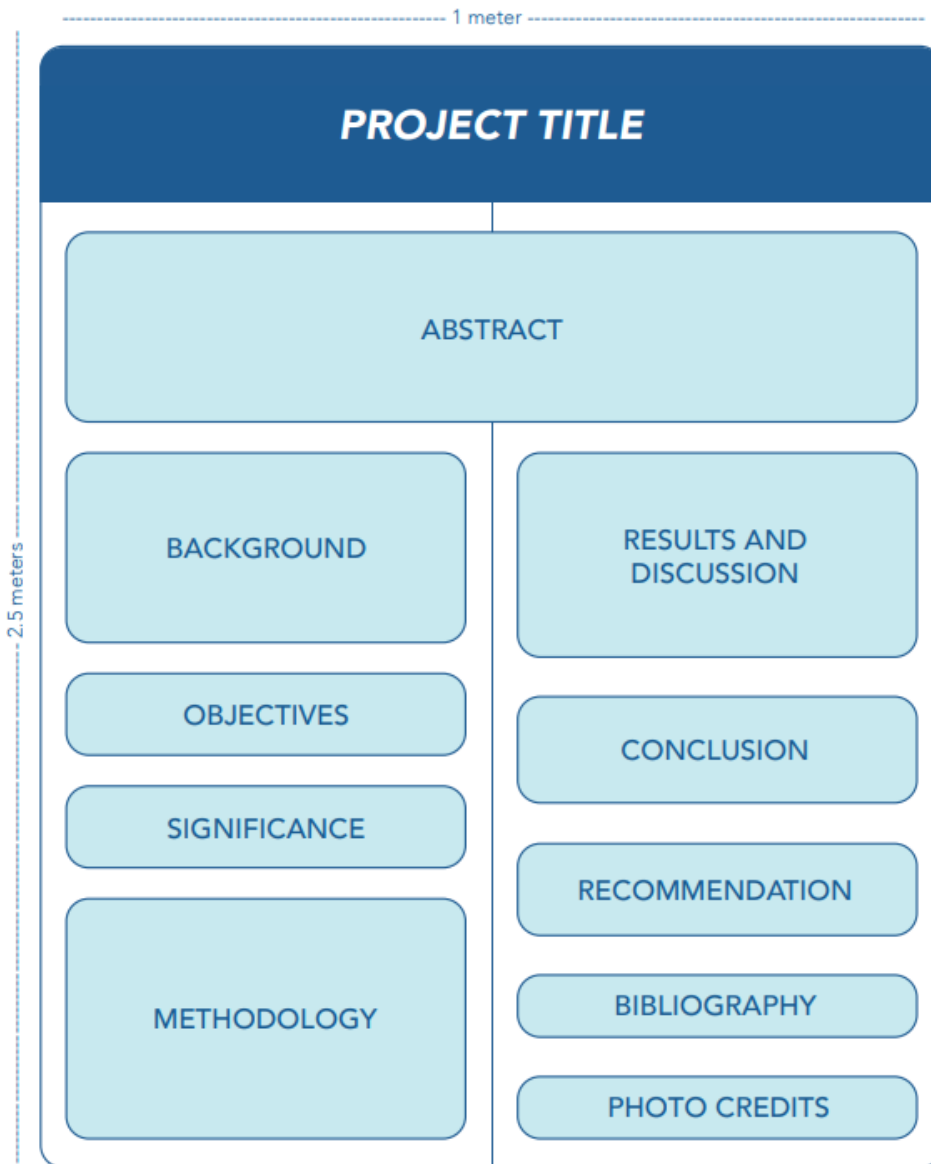 1 meter
PROJECT TITLE
ABSTRACT
2.5 meters
BACKGROUND
OBJECTIVES
SIGNIFICANCE
METHODOLOGY
RESULTS AND
DISCUSSION
CONCLUSION
RECOMMENDATION
BIBLIOGRAPHY
PHOTO CREDITS